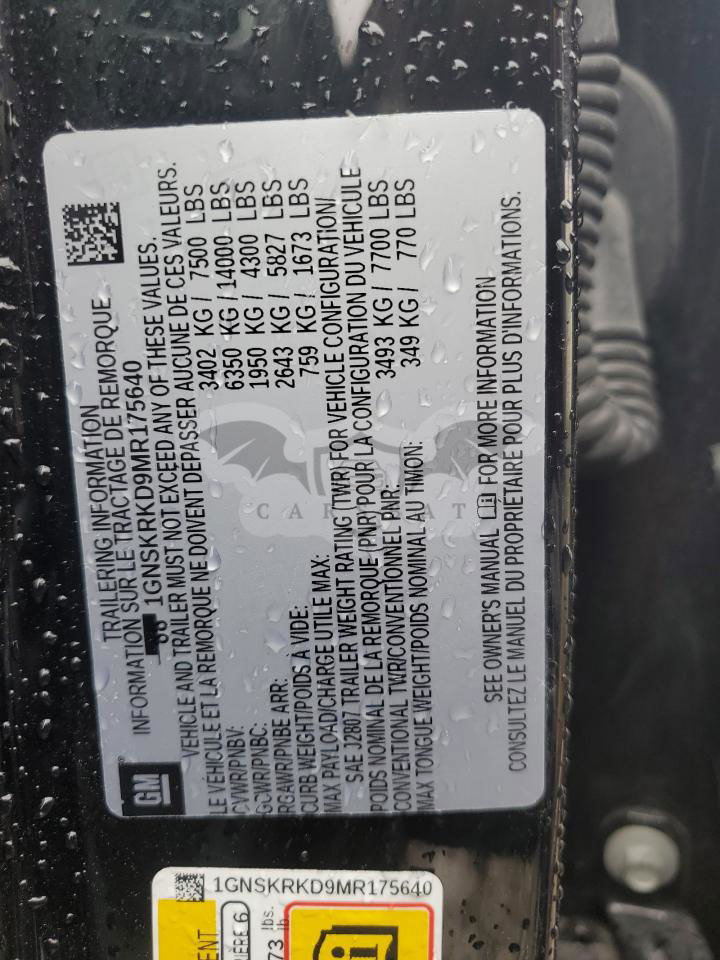 TRAILERING INFORMATION
INFORMATION SUR LE TRACTAGE DE REMORQUE
GM
1GNSKRKD9MR175640
VEHICLE AND TRAILER MUST NOT EXCEED ANY OF THESE VALUES.
LE VÉHICULE ET LA REMORQUE NE DOIVENT DÉPASSER AUCUNE DE CES VALEURS.
GVWR/PNBV: 3402 KG / 7500 LBS
GCWR/PNBC: 6350 KG / 14000 LBS
RGAWR/PNBE ARR: 1950 KG / 4300 LBS
CURB WEIGHT/POIDS À VIDE: 2643 KG / 5827 LBS
MAX PAYLOAD/CHARGE UTILE MAX: 759 KG / 1673 LBS
SAE J2807 TRAILER WEIGHT RATING (TWR) FOR VEHICLE CONFIGURATION/
POIDS NOMINAL DE LA REMORQUE (PNR) POUR LA CONFIGURATION DU VÉHICULE
CONVENTIONAL TWR/CONVENTIONNEL PNR: 3493 KG / 7700 LBS
MAX TONGUE WEIGHT/POIDS NOMINAL AU TIMON: 349 KG / 770 LBS
SEE OWNER'S MANUAL FOR MORE INFORMATION
CONSULTEZ LE MANUEL DU PROPRIÉTAIRE POUR PLUS D'INFORMATIONS.
1GNSKRKD9MR175640
lbs.